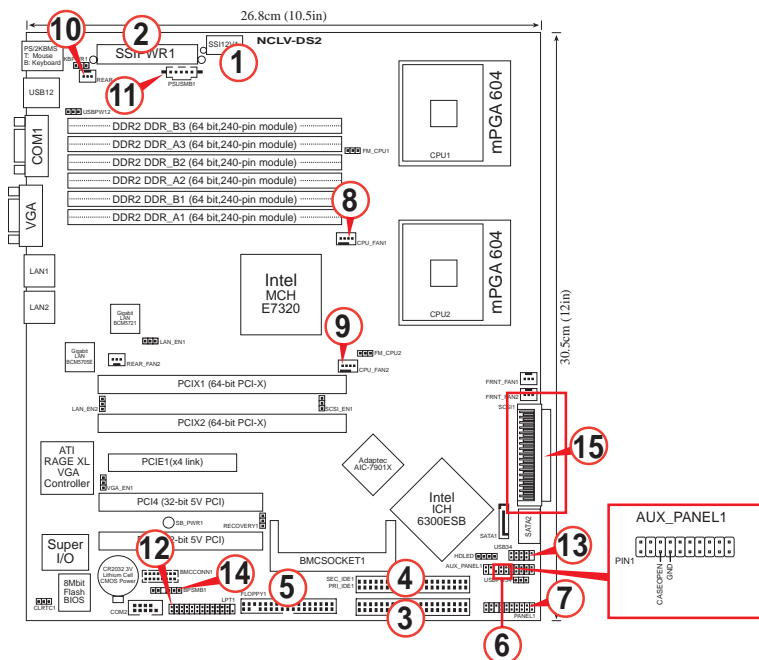 26.8cm (10.5in)
10
2
SSI12V1
NCLV-DS2
PS/2KBMS
T: Mouse
B: Keyboard
KBPWR1
SSIPWR1
1
REAR
11
PSUSMB1
USB12
USBPW12
COM1
DDR2 DDR_B3 (64 bit,240-pin module)
DDR2 DDR_A3 (64 bit,240-pin module)
DDR2 DDR_B2 (64 bit,240-pin module)
DDR2 DDR_A2 (64 bit,240-pin module)
DDR2 DDR_B1 (64 bit,240-pin module)
DDR2 DDR_A1 (64 bit,240-pin module)
FM_CPU1
CPU1
mPGA 604
VGA
8
CPU_FAN1
mPGA 604
CPU2
LAN1
LAN2
Intel
MCH
E7320
30.5cm (12in)
Gigabit
LAN
BCM5721
LAN_EN1
Gigabit
LAN
BCM5705E
REAR_FAN2
9
FM_CPU2
CPU_FAN2
PCIX1 (64-bit PCI-X)
LAN_EN2
SCSI_EN1
PCIX2 (64-bit PCI-X)
FRNT_FAN1
FRNT_FAN2
SCSI1
15
ATI
RAGE XL
VGA
Controller
PCIE1(x4 link)
Adaptec
AIC-7901X
VGA_EN1
PCI4 (32-bit 5V PCI)
Intel
ICH
6300ESB
SB_PWR1
RECOVERY1
2-bit 5V PCI)
SATA1
SATA2
AUX_PANEL1
PIN1
CASEOPEN
GND
Super
I/O
12
BMCSOCKET1
USB34
HDLED
13
CR2032 3V
Lithium Cell
CMOS Power
BMCCONN1
14
4
AUX_PANEL1
8Mbit
Flash
BIOS
BPSMB1
5
SEC_IDE1
PRI_IDE1
CLRTC1
COM2
LPT1
FLOPPY1
3
6
7
PANEL1